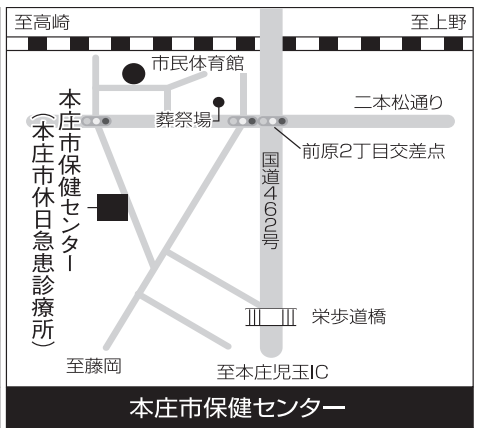 至高崎
至上野
市民体育館
二本松通り
葬祭場
前原2丁目交差点
国道462号
本庄市保健センター
（本庄市休日急患診療所）
栄歩道橋
至藤岡
至本庄児玉IC
本庄市保健センター